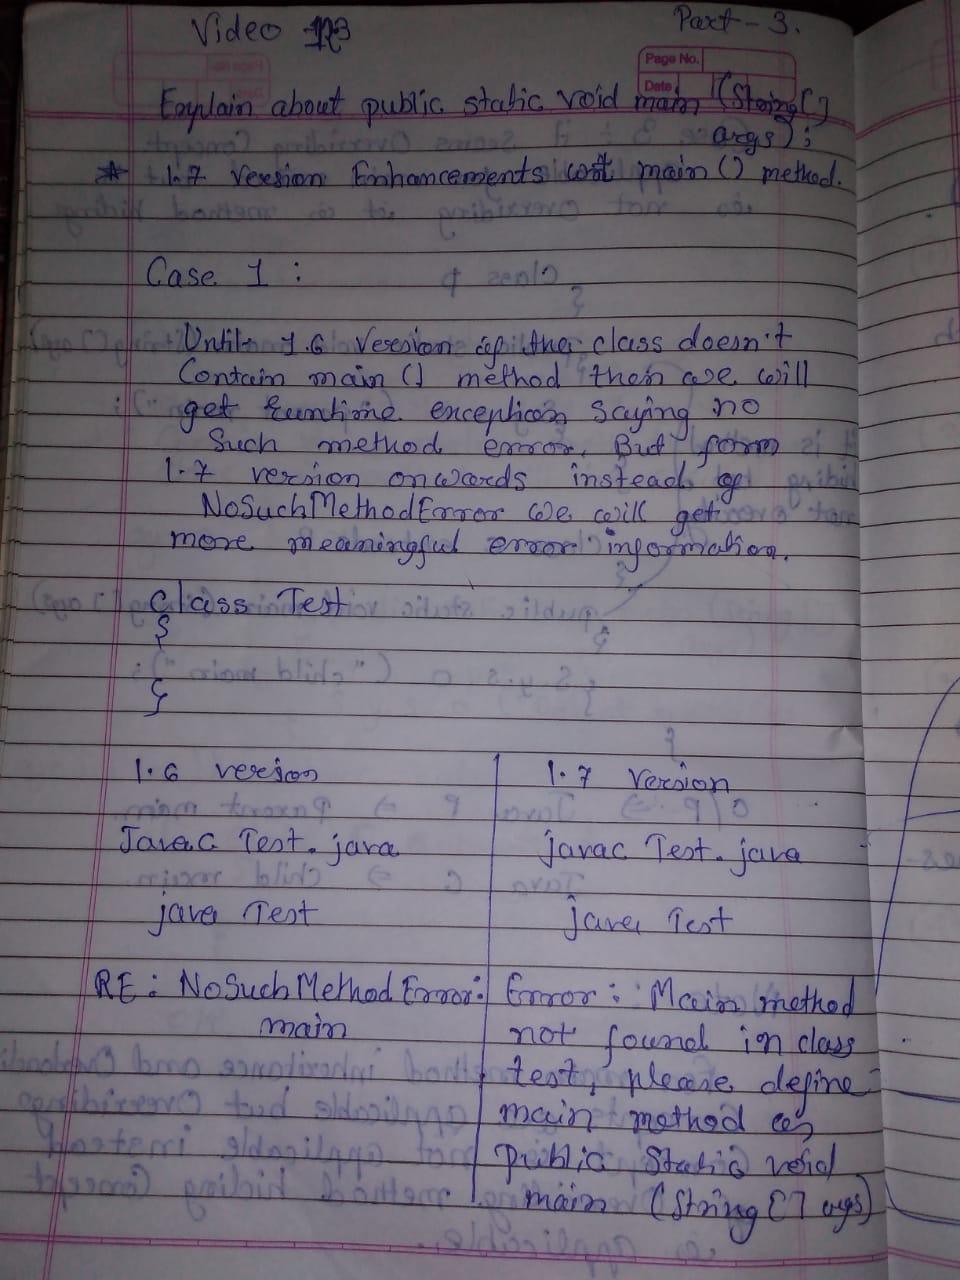 Video 123
Part - 3.
Page No.
Date
Explain about public static void main (String[]
args);
* 1.7 Version Enhancements wrt main() method.
Case 1 :
Until 1.6 Version if the class doesn't
Contain main () method then we will
get Runtime exception saying no
Such method error. But form
1.7 version onwards instead of
NoSuchMethodError we will get
more meaningful error information.
class Test
{
}
1.6 version
Javac Test.java
java Test
RE : NoSuchMethodError:
main
1.7 Version
javac Test.java
java Test
Error : Main method
not found in class
test, please define
main method as
public static void
main (String [] args)